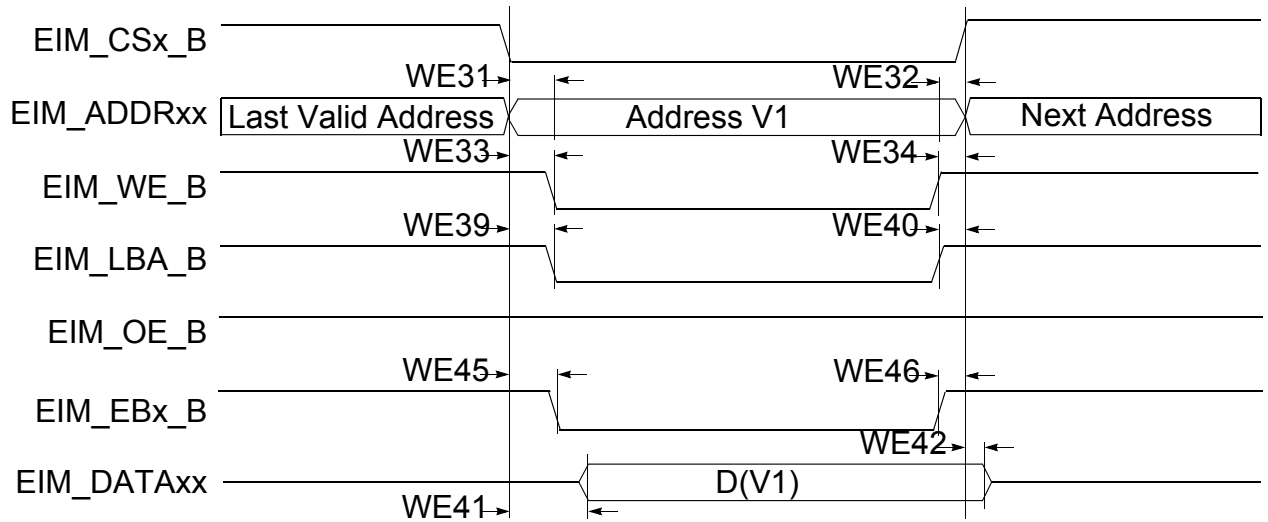 EIM_CSx_B
WE31 WE32
EIM_ADDRxx Last Valid Address Address V1 Next Address
WE33 WE34
EIM_WE_B
WE39 WE40
EIM_LBA_B
EIM_OE_B
WE45 WE46
EIM_EBx_B
WE42
EIM_DATAxx D(V1)
WE41